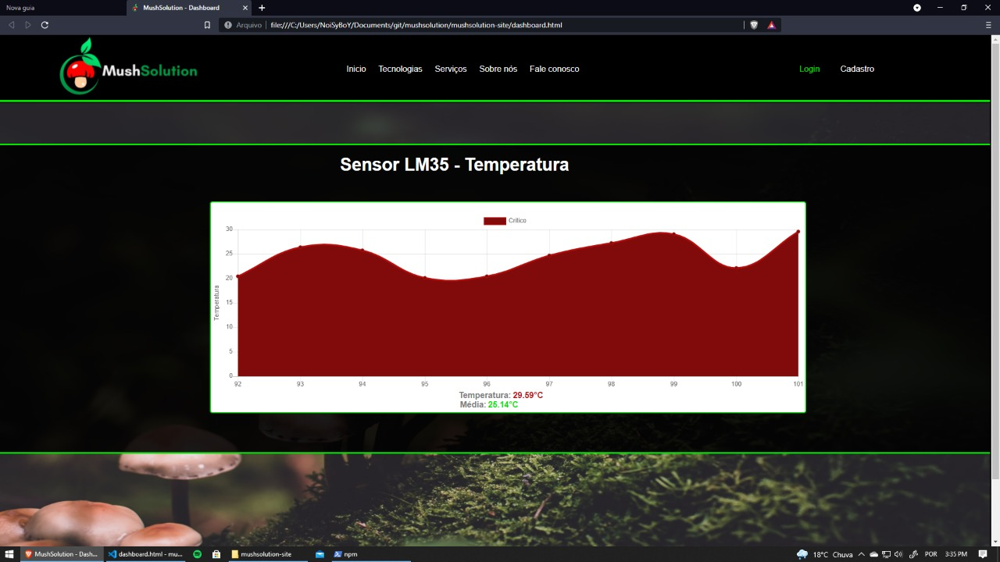 Nova guia
MushSolution - Dashboard
Arquivo
file:///C:/Users/NoiSyBoY/Documents/git/mushsolution/mushsolution-site/dashboard.html
MushSolution
Inicio Tecnologias Serviços Sobre nós Fale conosco
Login Cadastro
Sensor LM35 - Temperatura
Crítico
30
25
20
15
10
5
0
Temperatura
92 93 94 95 96 97 98 99 100 101
Temperatura: 29.59°C
Média: 25.14°C
MushSolution - Dash...
dashboard.html - mu...
mushsolution-site
npm
18°C Chuva
POR
3:35 PM